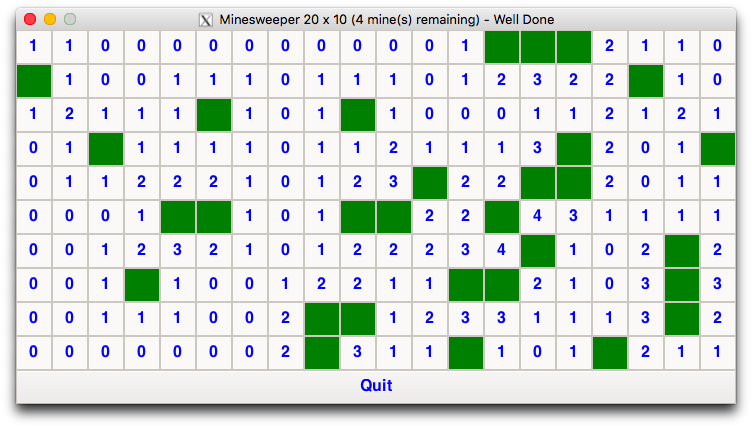 Minesweeper 20 x 10 (4 mine(s) remaining) - Well Done
1 1 0 0 0 0 0 0 0 0 0 0 1 2 1 1 0
1 0 0 1 1 1 0 1 1 1 0 1 2 3 2 2 1 0
1 2 1 1 1 1 0 1 1 0 0 0 1 1 2 1 2 1
0 1 1 1 1 1 0 1 1 2 1 1 1 3 2 0 1
0 1 1 2 2 2 1 0 1 2 3 2 2 2 0 1 1
0 0 0 1 1 0 1 2 2 4 3 1 1 1 1
0 0 1 2 3 2 1 0 1 2 2 2 3 4 1 0 2 2
0 0 1 1 0 0 1 2 2 1 1 2 1 0 3 3
0 0 1 1 1 0 0 2 1 2 3 3 1 1 1 3 2
0 0 0 0 0 0 0 2 3 1 1 1 0 1 2 1 1
Quit